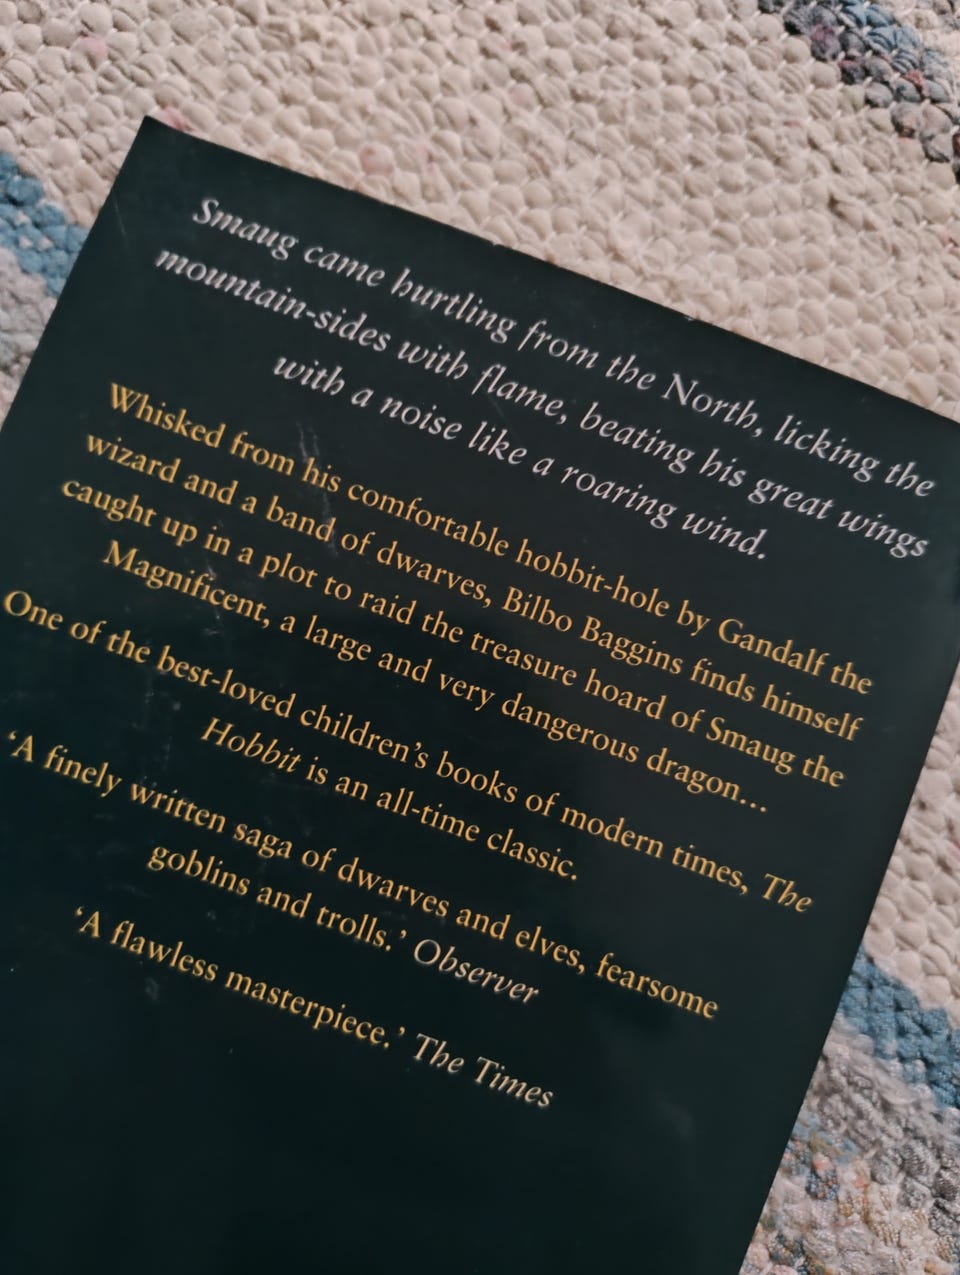 Smaug came hurtling from the North, licking the
mountain-sides with flame, beating his great wings
with a noise like a roaring wind.
Whisked from his comfortable hobbit-hole by Gandalf the
wizard and a band of dwarves, Bilbo Baggins finds himself
caught up in a plot to raid the treasure hoard of Smaug the
Magnificent, a large and very dangerous dragon...
One of the best-loved children’s books of modern times, The
Hobbit is an all-time classic.
‘A finely written saga of dwarves and elves, fearsome
goblins and trolls.’ Observer
‘A flawless masterpiece.’ The Times